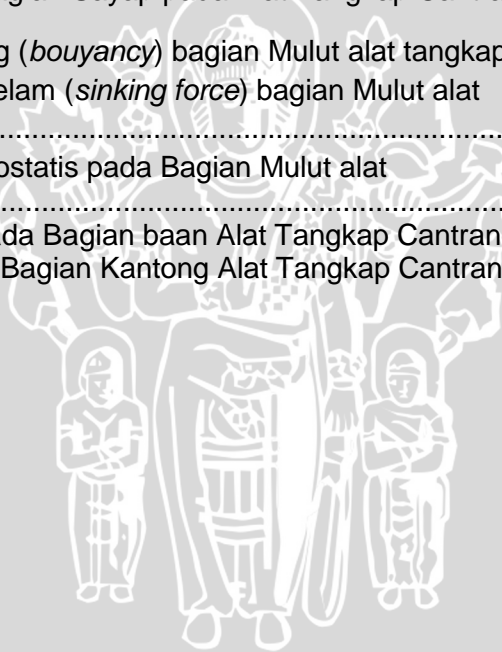 g (bouyancy) bagian Mulut alat tangkap
elam (sinking force) bagian Mulut alat
ostatis pada Bagian Mulut alat
ada Bagian baan Alat Tangkap Cantran
Bagian Kantong Alat Tangkap Cantran